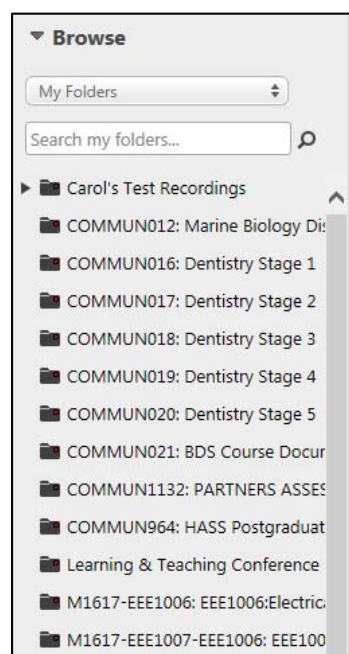 Browse
My Folders
Search my folders...
Carol's Test Recordings
COMMUN012: Marine Biology Dis
COMMUN016: Dentistry Stage 1
COMMUN017: Dentistry Stage 2
COMMUN018: Dentistry Stage 3
COMMUN019: Dentistry Stage 4
COMMUN020: Dentistry Stage 5
COMMUN021: BDS Course Docur
COMMUN1132: PARTNERS ASSES
COMMUN964: HASS Postgraduat
Learning & Teaching Conference
M1617-EEE1006: EEE1006:Electrica
M1617-EEE1007-EEE1006: EEE100